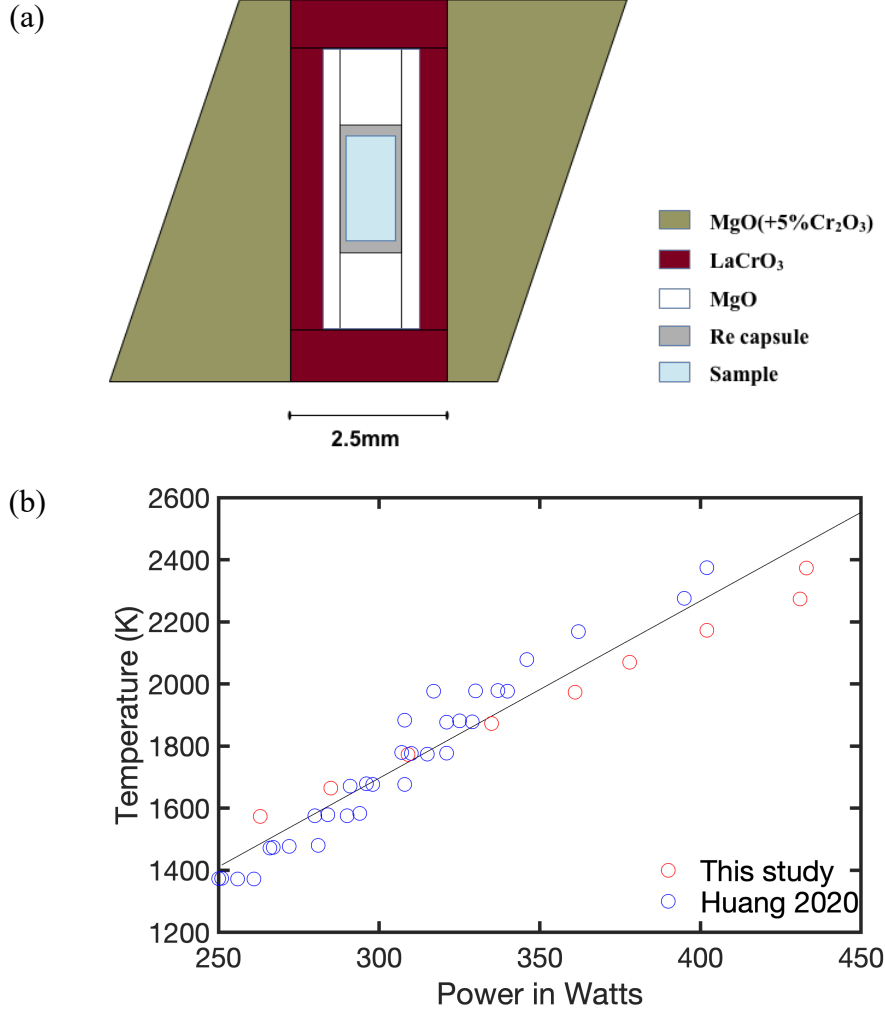 (a)
MgO(+5%Cr₂O₃)
LaCrO₃
MgO
Re capsule
Sample
2.5mm
(b)
2600
2400
2200
2000
1800
1600
1400
1200
Temperature (K)
This study
Huang 2020
250 300 350 400 450
Power in Watts